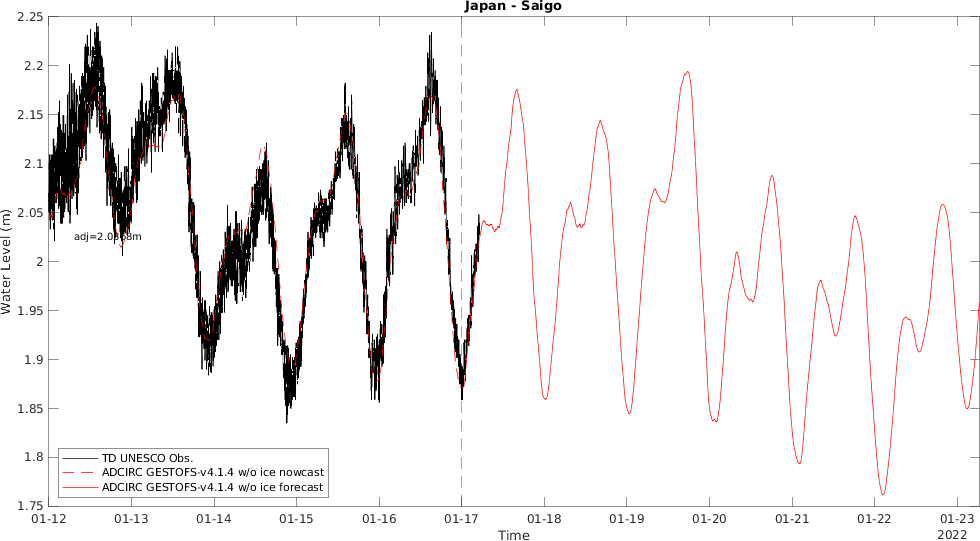 Japan - Saigo
2.25
2.2
2.15
2.1
2.05
2
1.95
1.9
1.85
1.8
1.75
Water Level (m)
TD UNESCO Obs.
ADCIRC GESTOFS-v4.1.4 w/o ice nowcast
ADCIRC GESTOFS-v4.1.4 w/o ice forecast
01-12 01-13 01-14 01-15 01-16 01-17 01-18 01-19 01-20 01-21 01-22 01-23
Time
2022